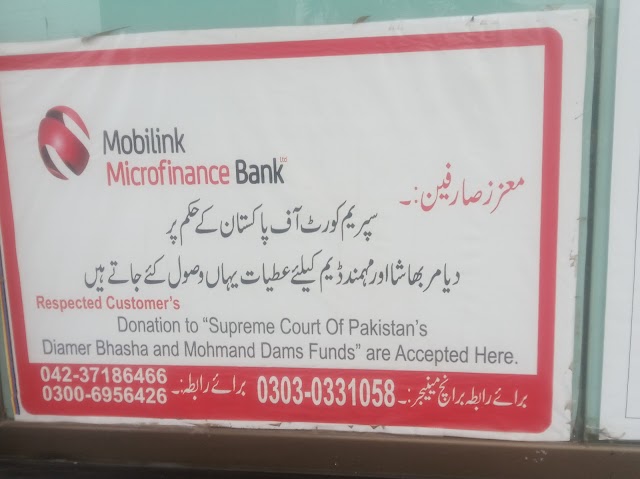 Mobilink
Microfinance Bank Ltd
معزز صارفین:۔
سپریم کورٹ آف پاکستان کے حکم پر
دیامر بھاشا اور مہمند ڈیم کیلئے عطیات یہاں وصول کئے جاتے ہیں
Respected Customer's
Donation to “Supreme Court Of Pakistan's
Diamer Bhasha and Mohmand Dams Funds” are Accepted Here.
برائے رابطہ برانچ مینیجر:۔ 0303-0331058
برائے رابطہ:۔ 042-37186466
0300-6956426